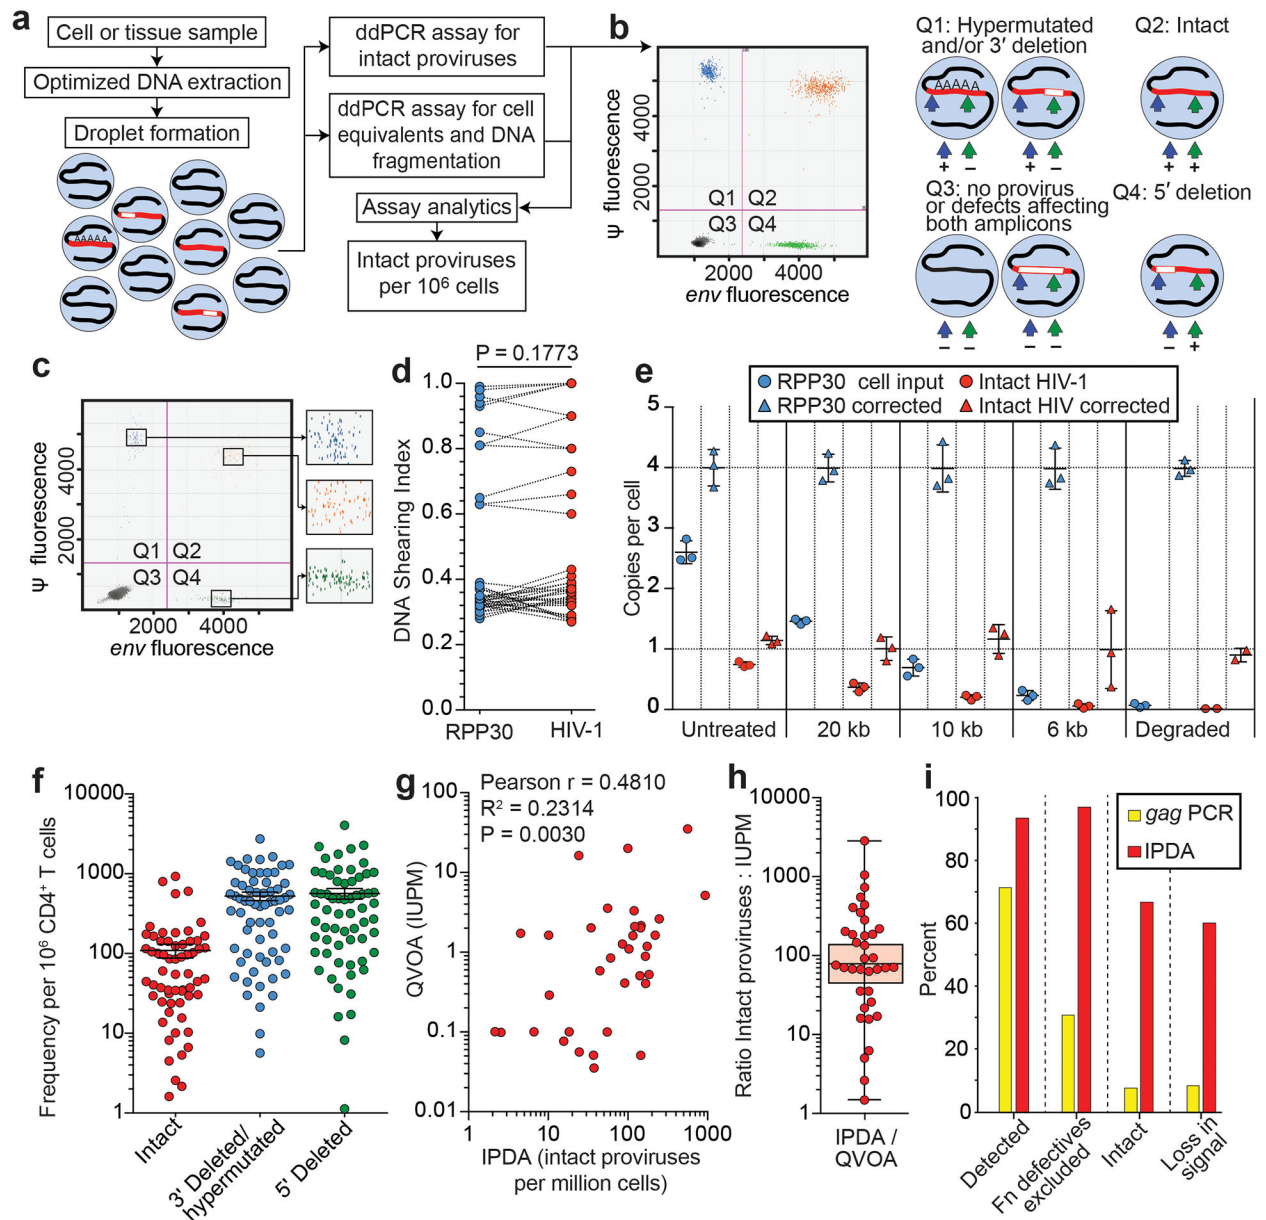 a
Cell or tissue sample
Optimized DNA extraction
Droplet formation
AAAAA
ddPCR assay for
intact proviruses
ddPCR assay for cell
equivalents and DNA
fragmentation
Assay analytics
Intact proviruses
per 10⁶ cells
b
Ψ fluorescence
4000
2000
Q1 Q2
Q3 Q4
2000 4000
env fluorescence
Q1: Hypermutated
and/or 3′ deletion
AAAAA
+ –
+ –
Q2: Intact
+ +
Q3: no provirus
or defects affecting
both amplicons
– –
– –
Q4: 5′ deletion
– +
c
Ψ fluorescence
4000
2000
Q1 Q2
Q3 Q4
2000 4000
env fluorescence
d
P = 0.1773
DNA Shearing Index
1.0
0.8
0.6
0.4
0.2
0.0
RPP30 HIV-1
e
RPP30 cell input
Intact HIV-1
RPP30 corrected
Intact HIV corrected
Copies per cell
5
4
3
2
1
0
Untreated 20 kb 10 kb 6 kb Degraded
f
Frequency per 10⁶ CD4⁺ T cells
10000
1000
100
10
1
Intact
3′ Deleted/
hypermutated
5′ Deleted
g
Pearson r = 0.4810
R² = 0.2314
P = 0.0030
QVOA (IUPM)
100
10
1
0.1
0.01
1 10 100 1000
IPDA (intact proviruses
per million cells)
h
Ratio Intact proviruses : IUPM
10000
1000
100
10
1
IPDA /
QVOA
i
gag PCR
IPDA
Percent
100
80
60
40
20
0
Detected
Fn defectives
excluded
Intact
Loss in
signal